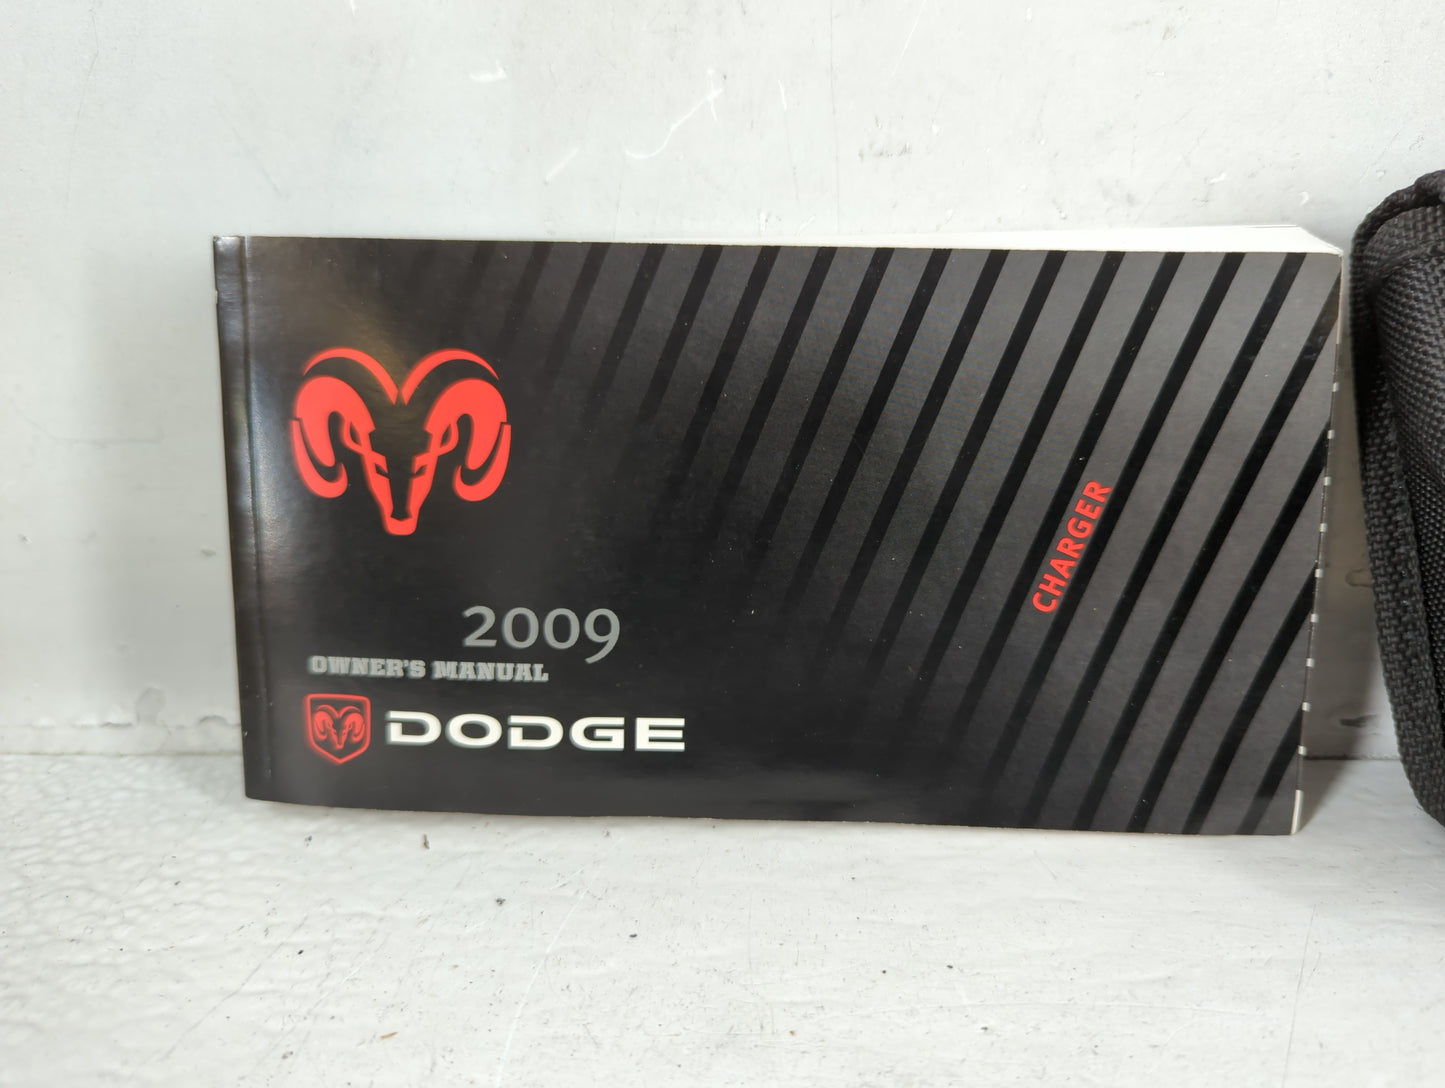 CHARGER
2009
OWNER'S MANUAL
DODGE